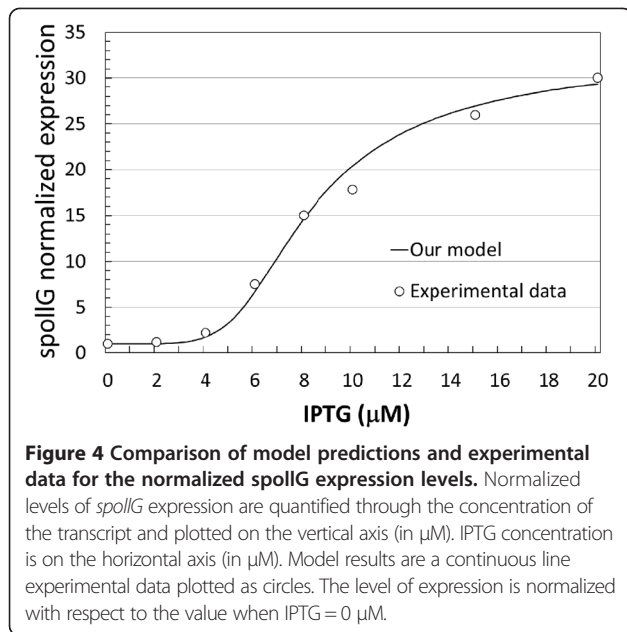 35
30
25
20
15
10
5
0
spoIIG normalized expression
Our model
Experimental data
0 2 4 6 8 10 12 14 16 18 20
IPTG (μM)
Figure 4 Comparison of model predictions and experimental
data for the normalized spoIIG expression levels. Normalized
levels of spoIIG expression are quantified through the concentration of
the transcript and plotted on the vertical axis (in μM). IPTG concentration
is on the horizontal axis (in μM). Model results are a continuous line
experimental data plotted as circles. The level of expression is normalized
with respect to the value when IPTG = 0 μM.